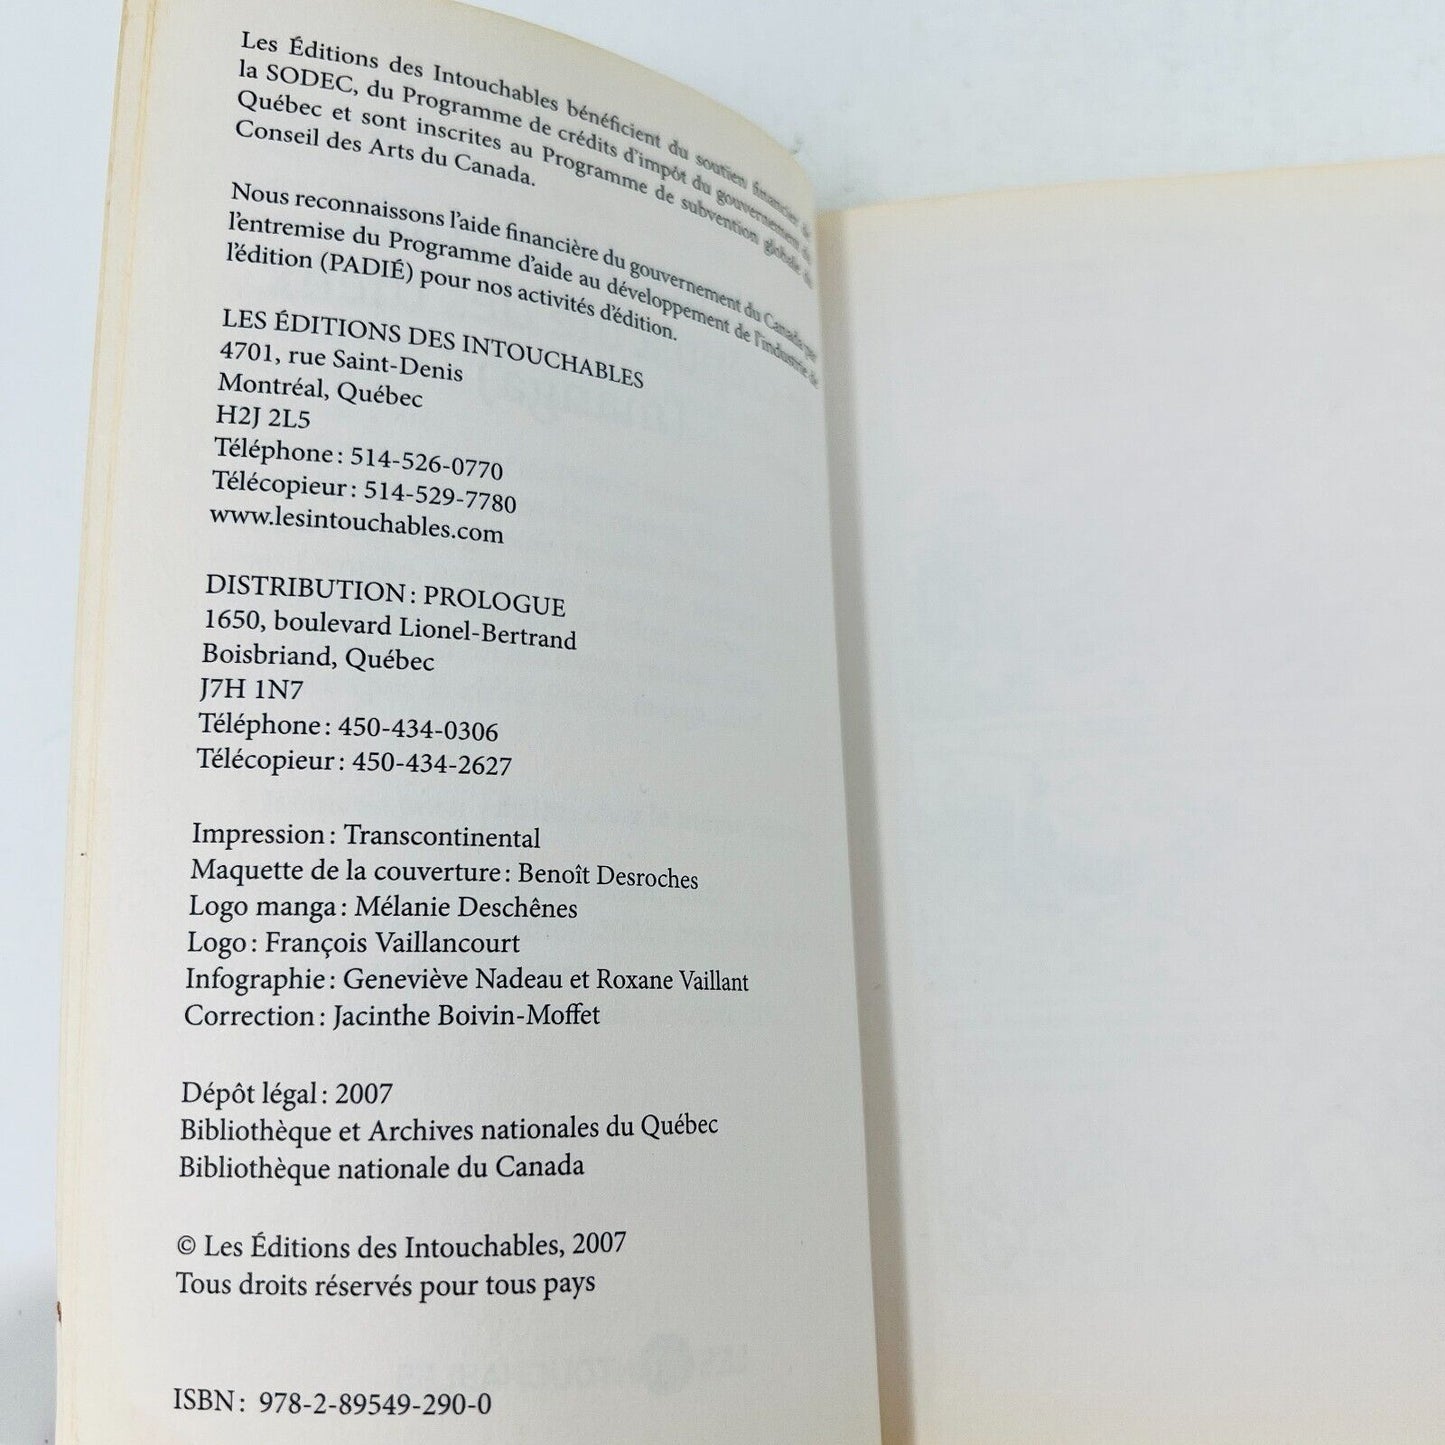 Les Éditions des Intouchables bénéficient du soutien financier de
la SODEC, du Programme de crédits d'impôt du gouvernement du
Québec et sont inscrites au Programme de subvention globale du
Conseil des Arts du Canada.
Nous reconnaissons l'aide financière du gouvernement du Canada par
l'entremise du Programme d'aide au développement de l'industrie de
l'édition (PADIÉ) pour nos activités d'édition.
LES ÉDITIONS DES INTOUCHABLES
4701, rue Saint-Denis
Montréal, Québec
H2J 2L5
Téléphone : 514-526-0770
Télécopieur : 514-529-7780
www.lesintouchables.com
DISTRIBUTION : PROLOGUE
1650, boulevard Lionel-Bertrand
Boisbriand, Québec
J7H 1N7
Téléphone : 450-434-0306
Télécopieur : 450-434-2627
Impression : Transcontinental
Maquette de la couverture : Benoît Desroches
Logo manga : Mélanie Deschênes
Logo : François Vaillancourt
Infographie : Geneviève Nadeau et Roxane Vaillant
Correction : Jacinthe Boivin-Moffet
Dépôt légal : 2007
Bibliothèque et Archives nationales du Québec
Bibliothèque nationale du Canada
© Les Éditions des Intouchables, 2007
Tous droits réservés pour tous pays
ISBN : 978-2-89549-290-0